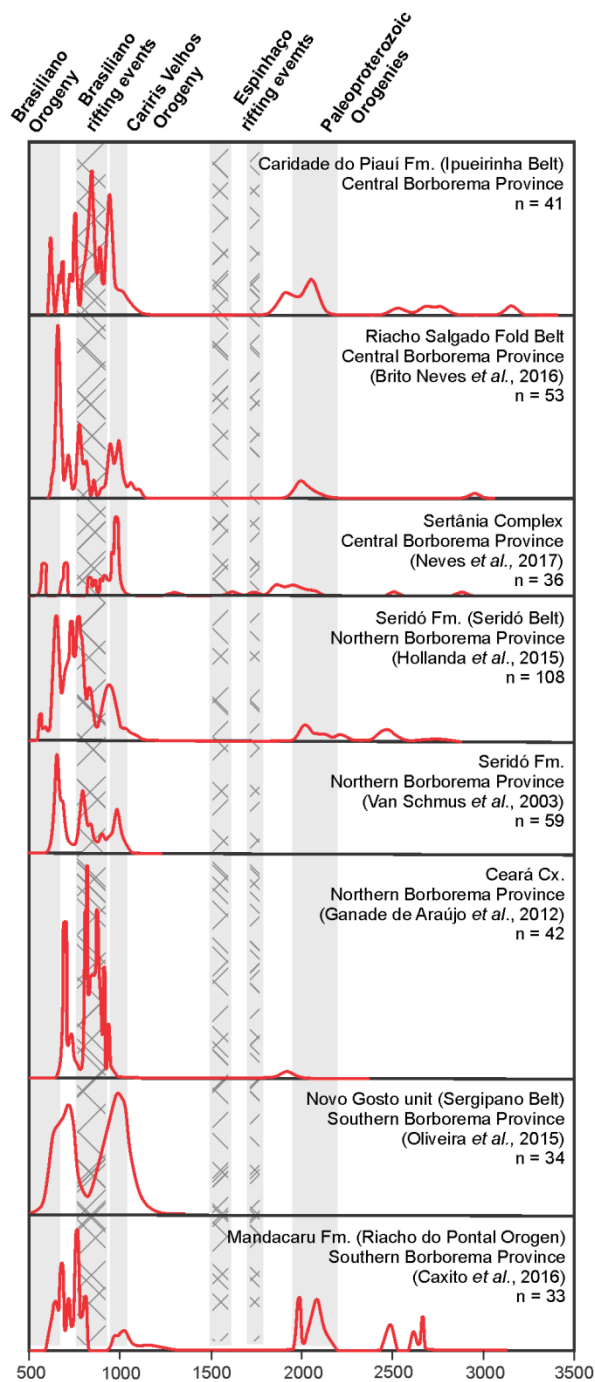 Brasiliano
Orogeny
Brasiliano
rifting events
Cariris Velhos
Orogeny
Espinhaço
rifting evemts
Paleoproterozoic
Orogenies
Caridade do Piauí Fm. (Ipueirinha Belt)
Central Borborema Province
n = 41
Riacho Salgado Fold Belt
Central Borborema Province
(Brito Neves et al., 2016)
n = 53
Sertânia Complex
Central Borborema Province
(Neves et al., 2017)
n = 36
Seridó Fm. (Seridó Belt)
Northern Borborema Province
(Hollanda et al., 2015)
n = 108
Seridó Fm.
Northern Borborema Province
(Van Schmus et al., 2003)
n = 59
Ceará Cx.
Northern Borborema Province
(Ganade de Araújo et al., 2012)
n = 42
Novo Gosto unit (Sergipano Belt)
Southern Borborema Province
(Oliveira et al., 2015)
n = 34
Mandacaru Fm. (Riacho do Pontal Orogen)
Southern Borborema Province
(Caxito et al., 2016)
n = 33
500 1000 1500 2000 2500 3000 3500